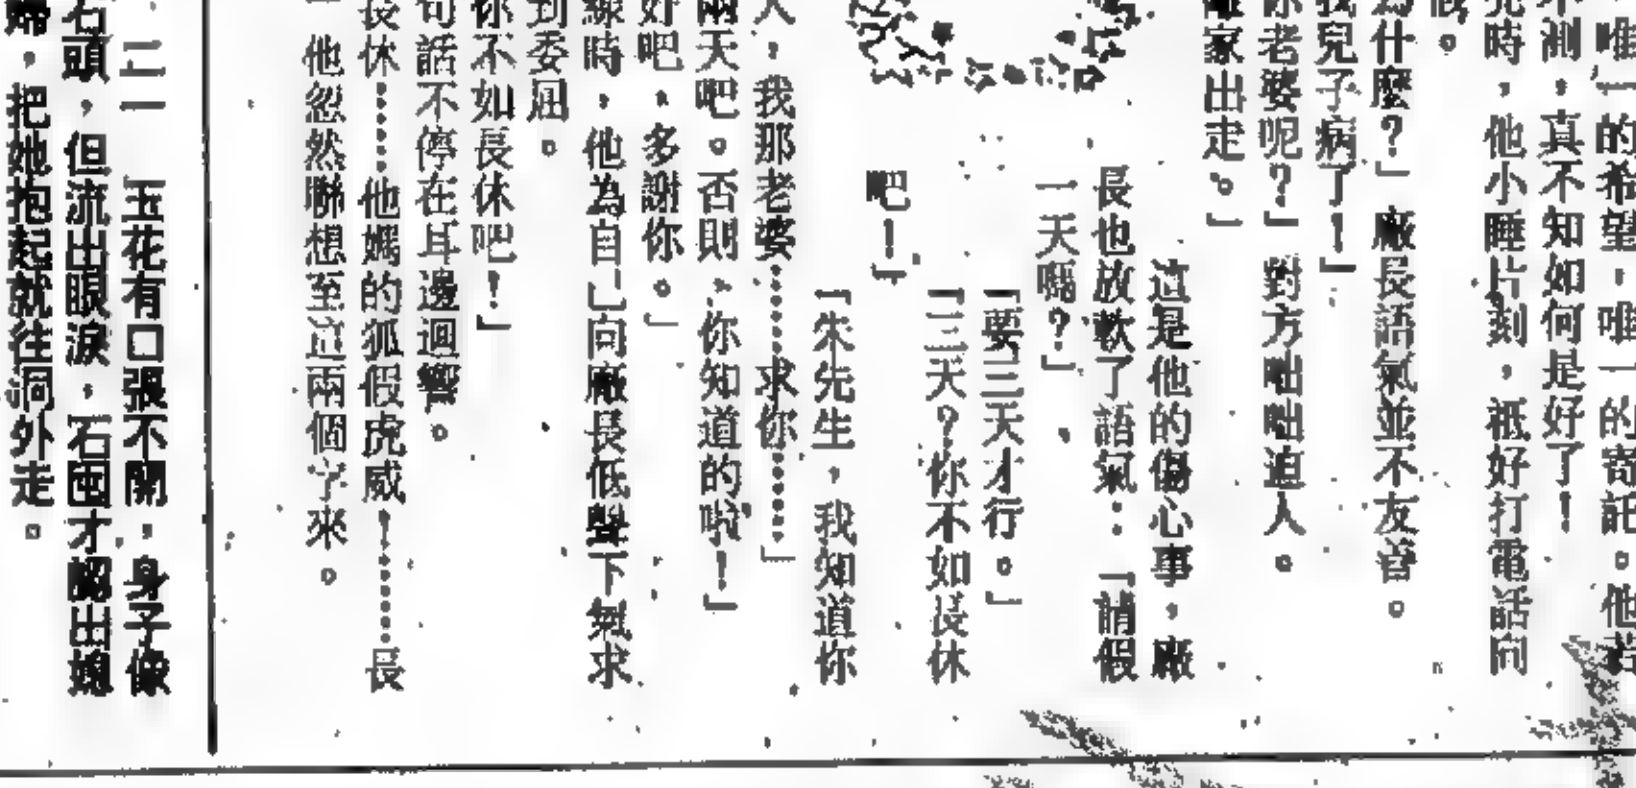 唯一的希望，唯一的寄託。他若
不測，真不知如何是好了！
時，他小睡片刻，祗好打電話向
假。
為什麼？」廠長語氣並不友善。
我兒子病了！」
你老婆呢？」對方咄咄迫人。
離家出走。」
這是他的傷心事，廠
長也放軟了語氣：「請假
一天嗎？」
「要三天才行。」
「三天？你不如長休
吧！」
「朱先生，我知道你
人，我那老婆……求你……」
兩天吧。否則，你知道的啦！」
好吧，多謝你。」
線時，他為自己向廠長低聲下氣求
到委屈。
你不如長休吧！」
句話不停在耳邊迴響。
長休……他媽的狐假虎威！……長
他忽然聯想至這兩個字來。
二一 玉花有口張不開，身子像
石頭，但流出眼淚，石囤才認出媳
婦，把她抱起就往洞外走。